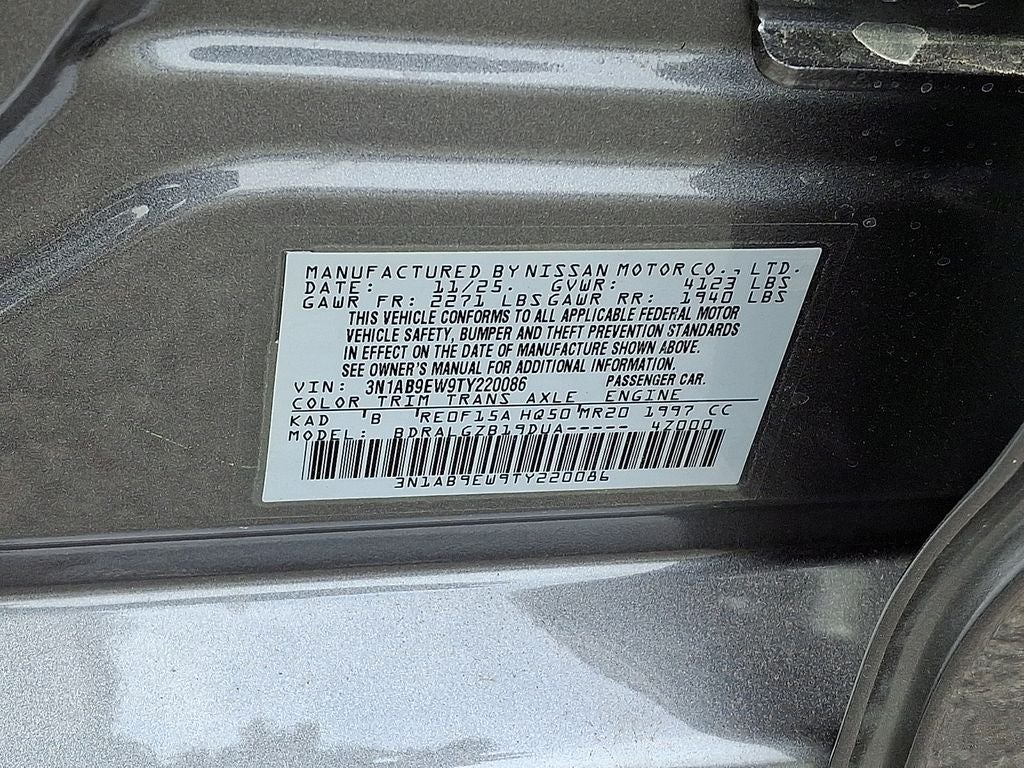 MANUFACTURED BY NISSAN MOTOR CO., LTD.
DATE: 11/25. GVWR: 4123 LBS
GAWR FR: 2271 LBS GAWR RR: 1940 LBS
THIS VEHICLE CONFORMS TO ALL APPLICABLE FEDERAL MOTOR
VEHICLE SAFETY, BUMPER AND THEFT PREVENTION STANDARDS
IN EFFECT ON THE DATE OF MANUFACTURE SHOWN ABOVE.
SEE OWNER'S MANUAL FOR ADDITIONAL INFORMATION.
VIN: 3N1AB9EW9TY220086 PASSENGER CAR.
COLOR TRIM TRANS AXLE ENGINE
KAD 'B 'RE0F15A HQ50 MR20 1997 CC
MODEL: BDRALGZB19DUA----- 4Z000
3N1AB9EW9TY220086